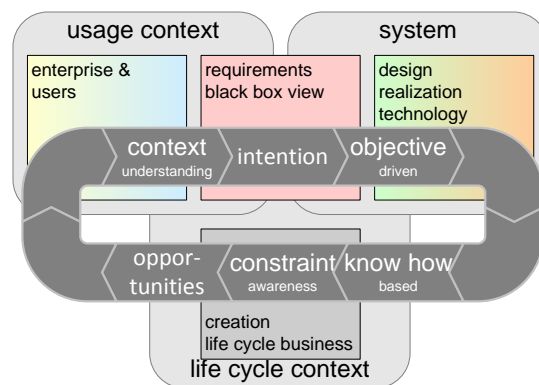 usage context
system
enterprise &
users
requirements
black box view
design
realization
technology
context
understanding
intention
objective
driven
oppor-
tunities
constraint
awareness
know how
based
creation
life cycle business
life cycle context